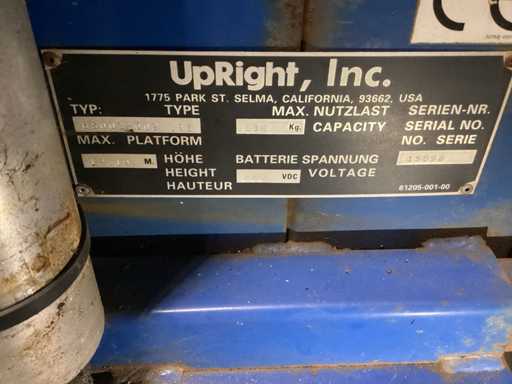 UpRight, Inc.
1775 PARK ST. SELMA, CALIFORNIA, 93662, USA
TYP: TYPE MAX. NUTZLAST SERIEN-NR.
Kg. CAPACITY SERIAL NO.
MAX. PLATFORM NO. SERIE
M. HÖHE BATTERIE SPANNUNG
HEIGHT VDC VOLTAGE
HAUTEUR 61205-001-00